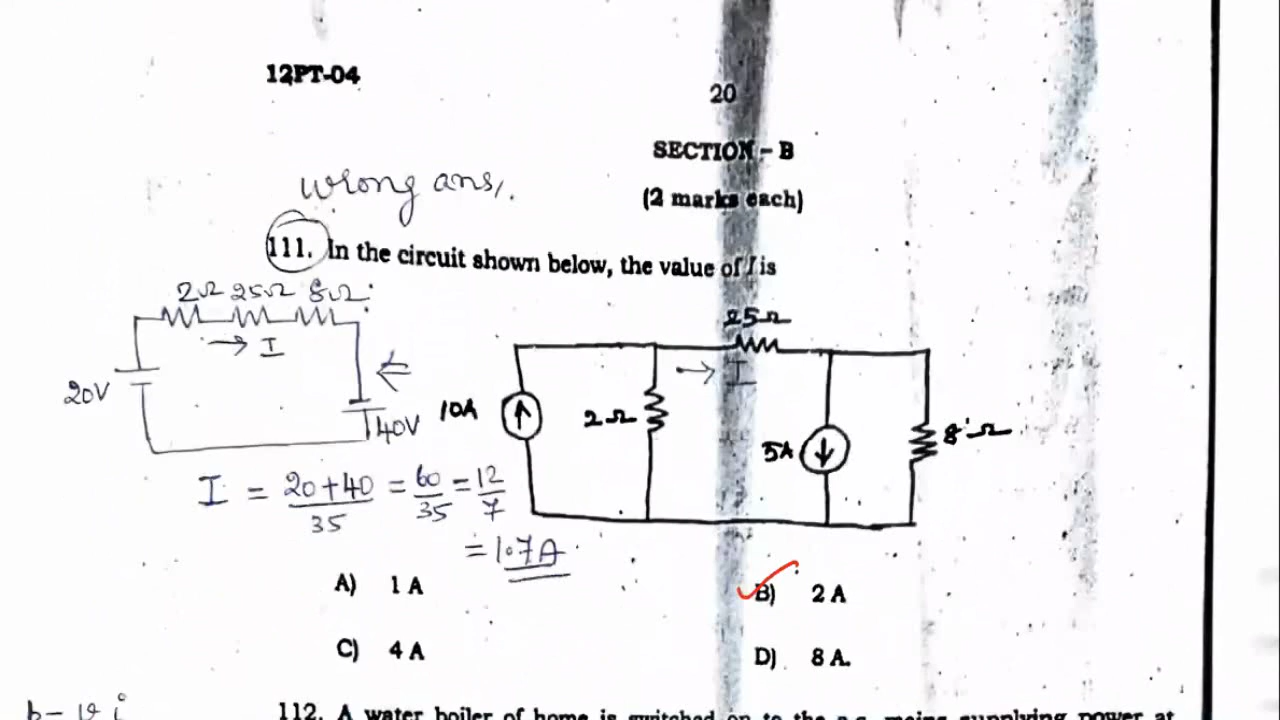 12PT-04
20
SECTION - B
wrong ans,.
(2 marks each)
111. In the circuit shown below, the value of I is
2Ω 25Ω 8Ω
→ I
20V
40V
25Ω
→ I
10A
2Ω
5A
8Ω
I = 20+40/35 = 60/35 = 12/7
= 1.7A
A) 1 A
B) 2 A
C) 4 A
D) 8 A.
112. A water boiler of home is switched on to the a.c. mains supplying power at